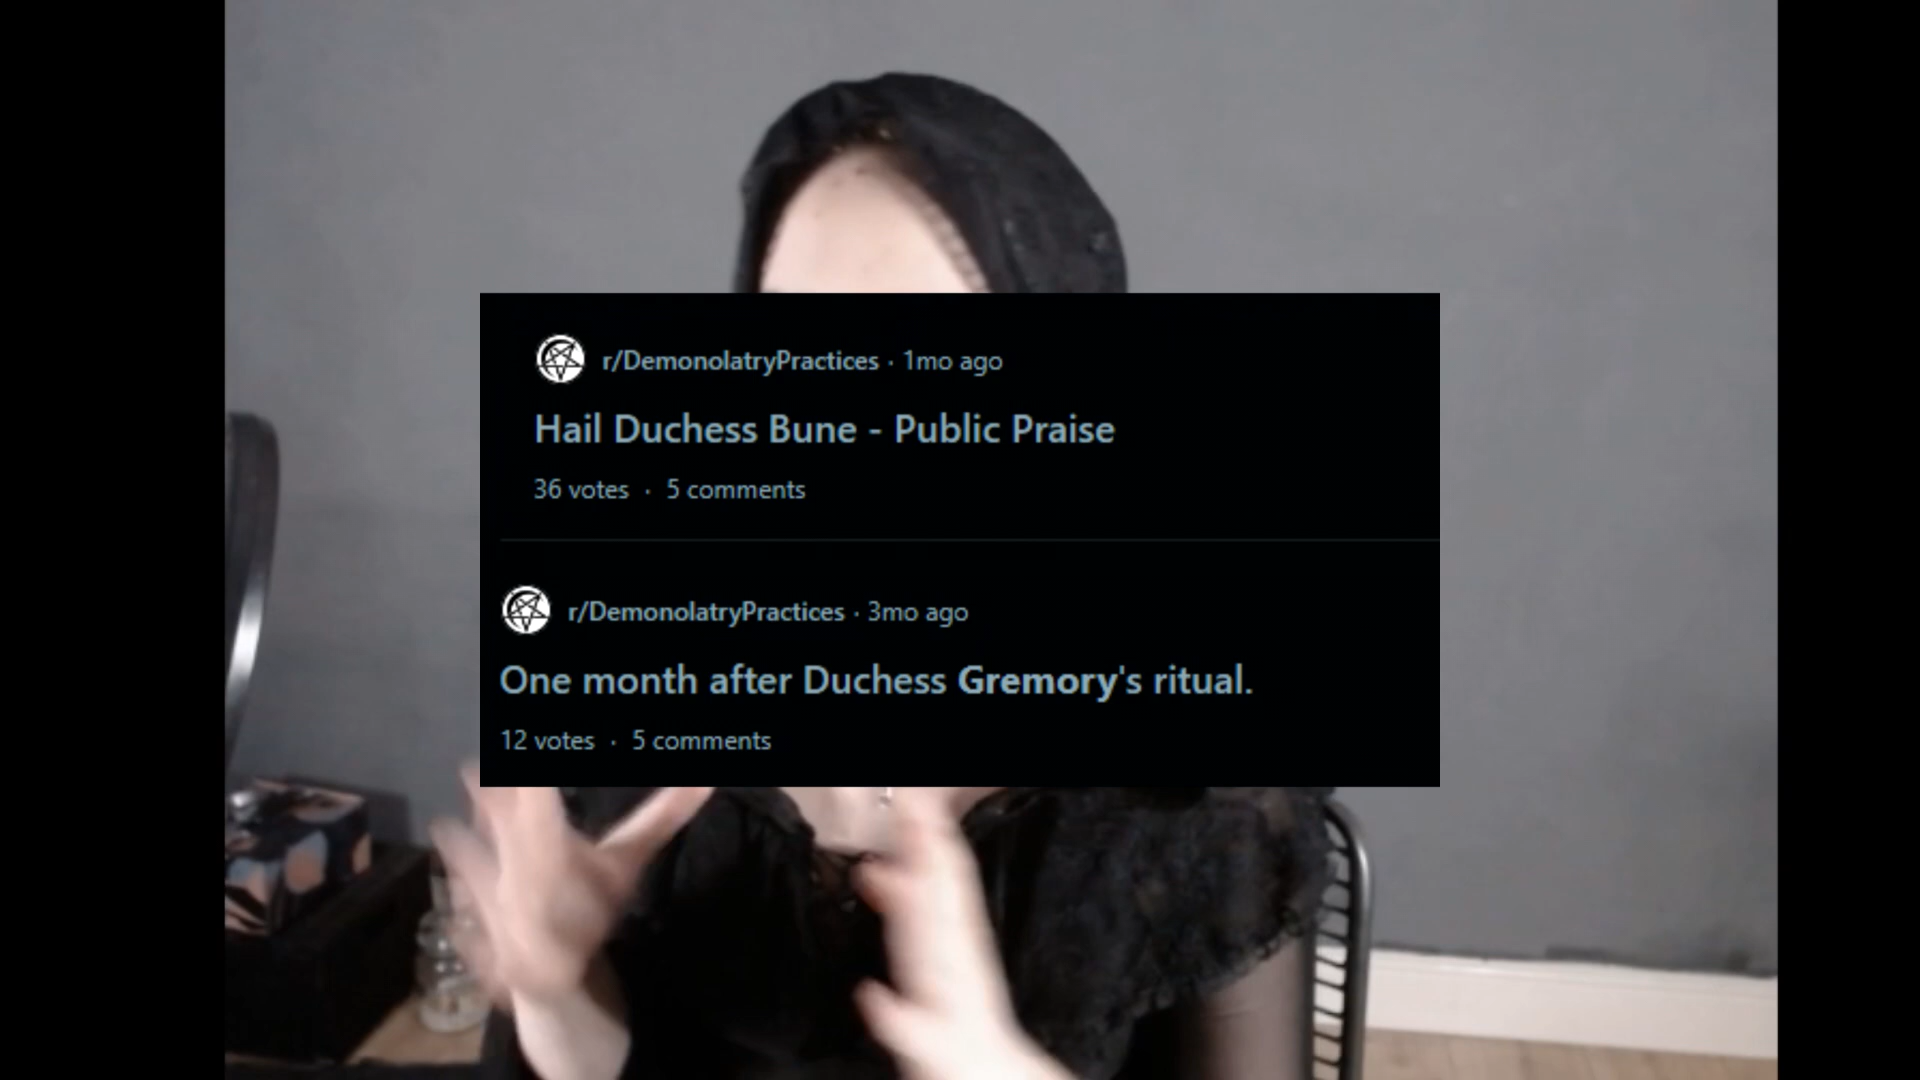 r/DemonolatryPractices · 1mo ago
Hail Duchess Bune - Public Praise
36 votes · 5 comments
r/DemonolatryPractices · 3mo ago
One month after Duchess Gremory's ritual.
12 votes · 5 comments